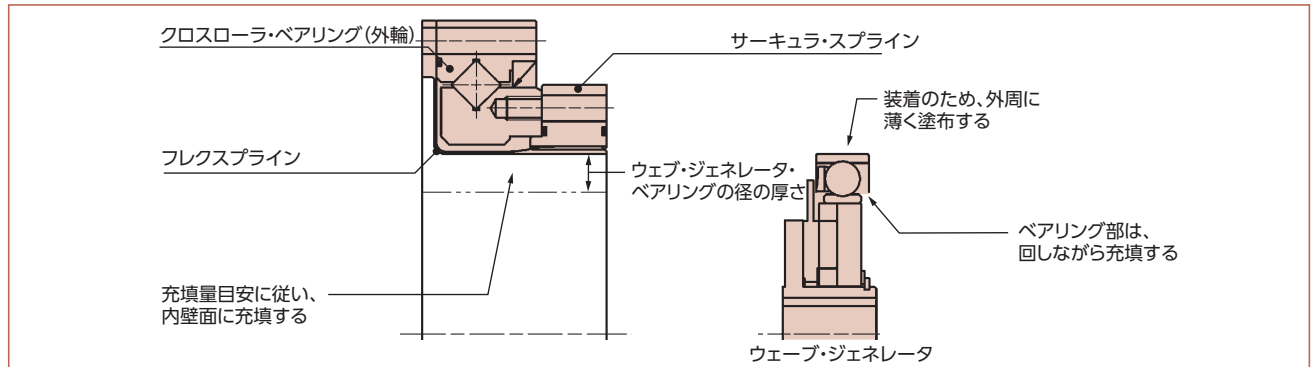 クロスローラ・ベアリング（外輪）
サーキュラ・スプライン
装着のため、外周に
薄く塗布する
フレクスプライン
ウェブ・ジェネレータ・
ベアリングの径の厚さ
ベアリング部は、
回しながら充填する
充填量目安に従い、
内壁面に充填する
ウェーブ・ジェネレータ